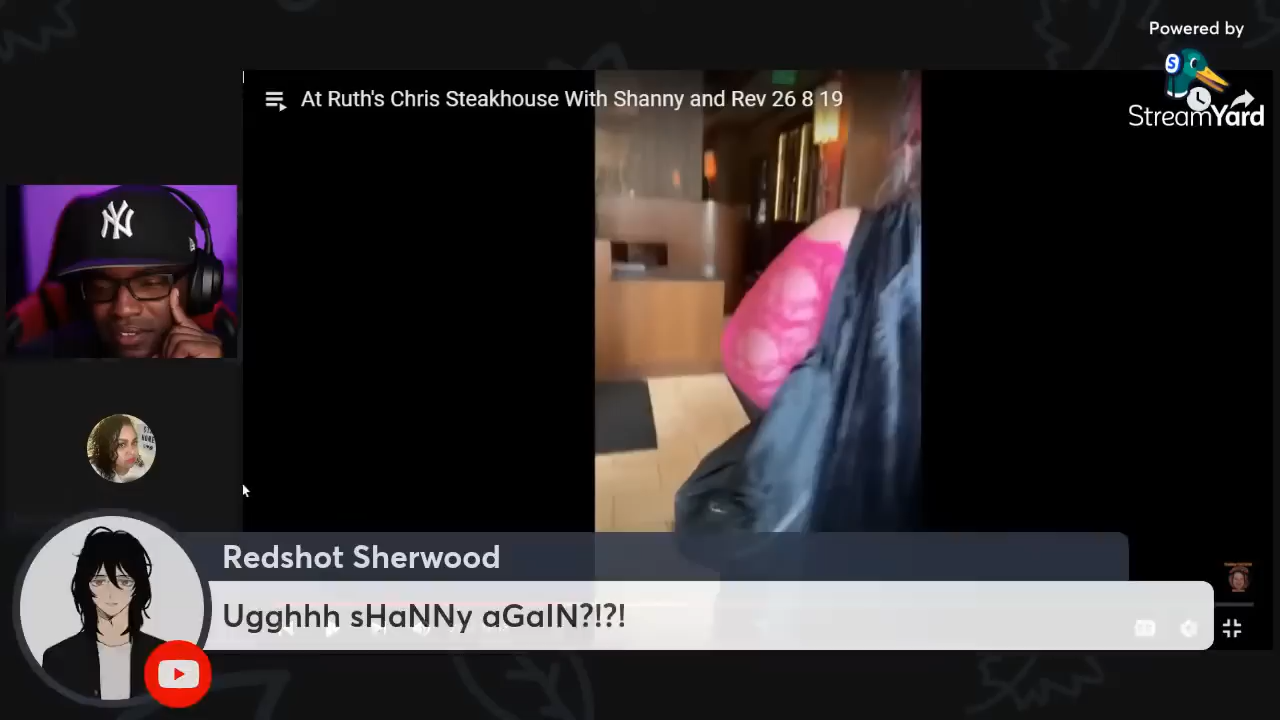 Powered by
At Ruth's Chris Steakhouse With Shanny and Rev 26 8 19
StreamYard
NY
Redshot Sherwood
Ugghhh sHaNNy aGaIN?!?!